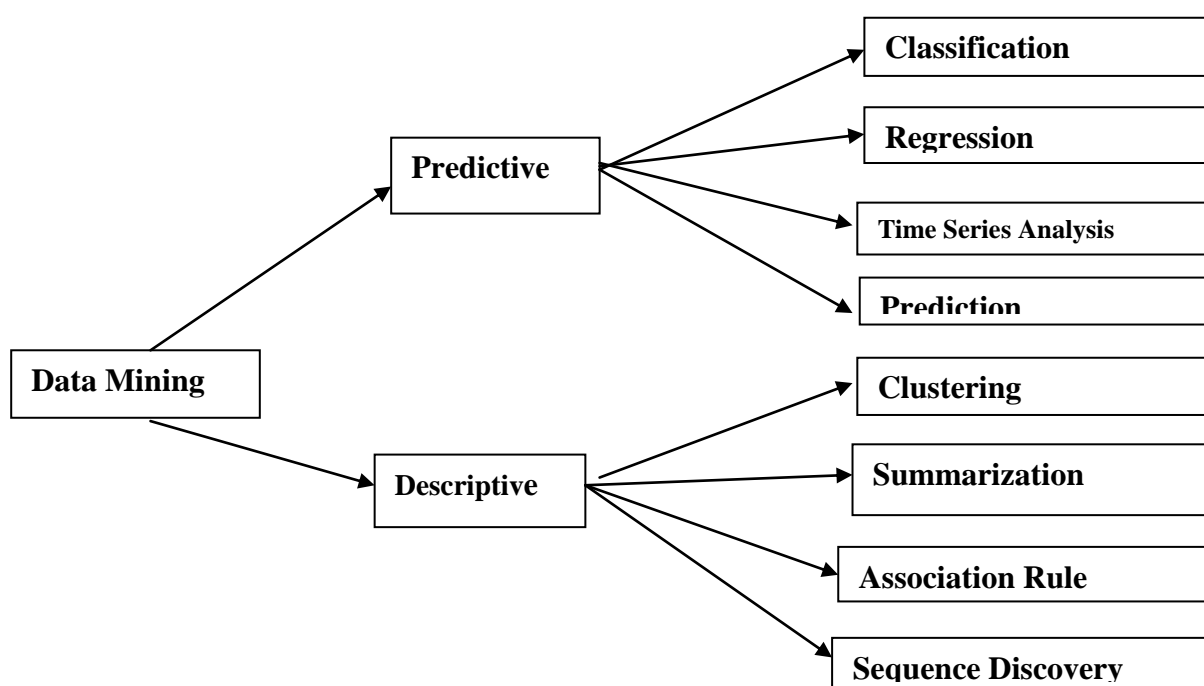 Classification
Regression
Predictive
Time Series Analysis
Prediction
Data Mining
Clustering
Descriptive
Summarization
Association Rule
Sequence Discovery